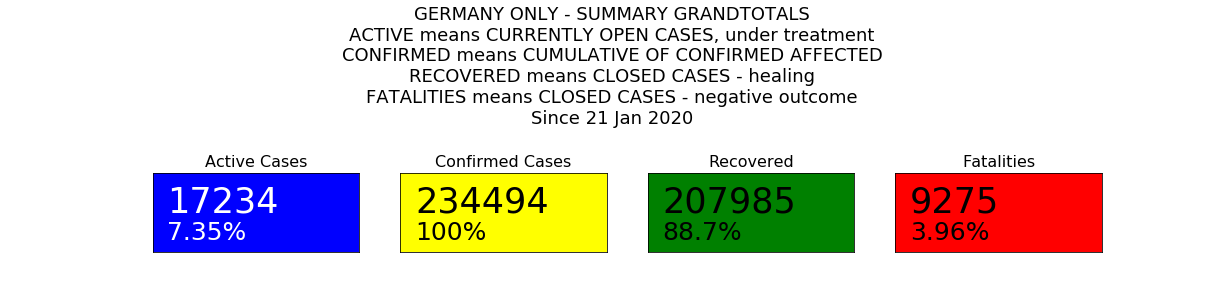 GERMANY ONLY - SUMMARY GRANDTOTALS
ACTIVE means CURRENTLY OPEN CASES, under treatment
CONFIRMED means CUMULATIVE OF CONFIRMED AFFECTED
RECOVERED means CLOSED CASES - healing
FATALITIES means CLOSED CASES - negative outcome
Since 21 Jan 2020
Active Cases
17234
7.35%
Confirmed Cases
234494
100%
Recovered
207985
88.7%
Fatalities
9275
3.96%